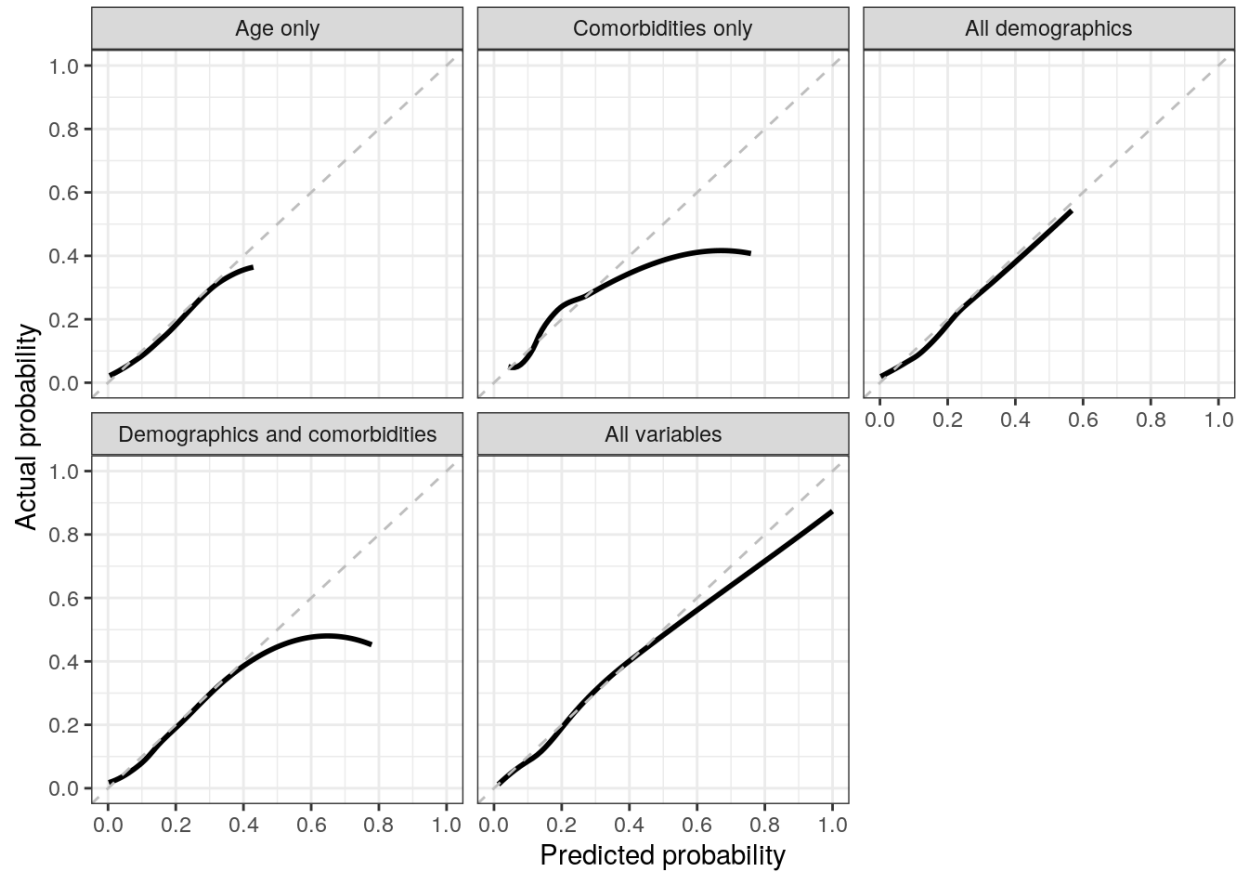 Age only
Comorbidities only
All demographics
1.0
0.8
0.6
0.4
0.2
0.0
0.0 0.2 0.4 0.6 0.8 1.0
Demographics and comorbidities
All variables
1.0
0.8
0.6
0.4
0.2
0.0
0.0 0.2 0.4 0.6 0.8 1.0
0.0 0.2 0.4 0.6 0.8 1.0
Actual probability
Predicted probability